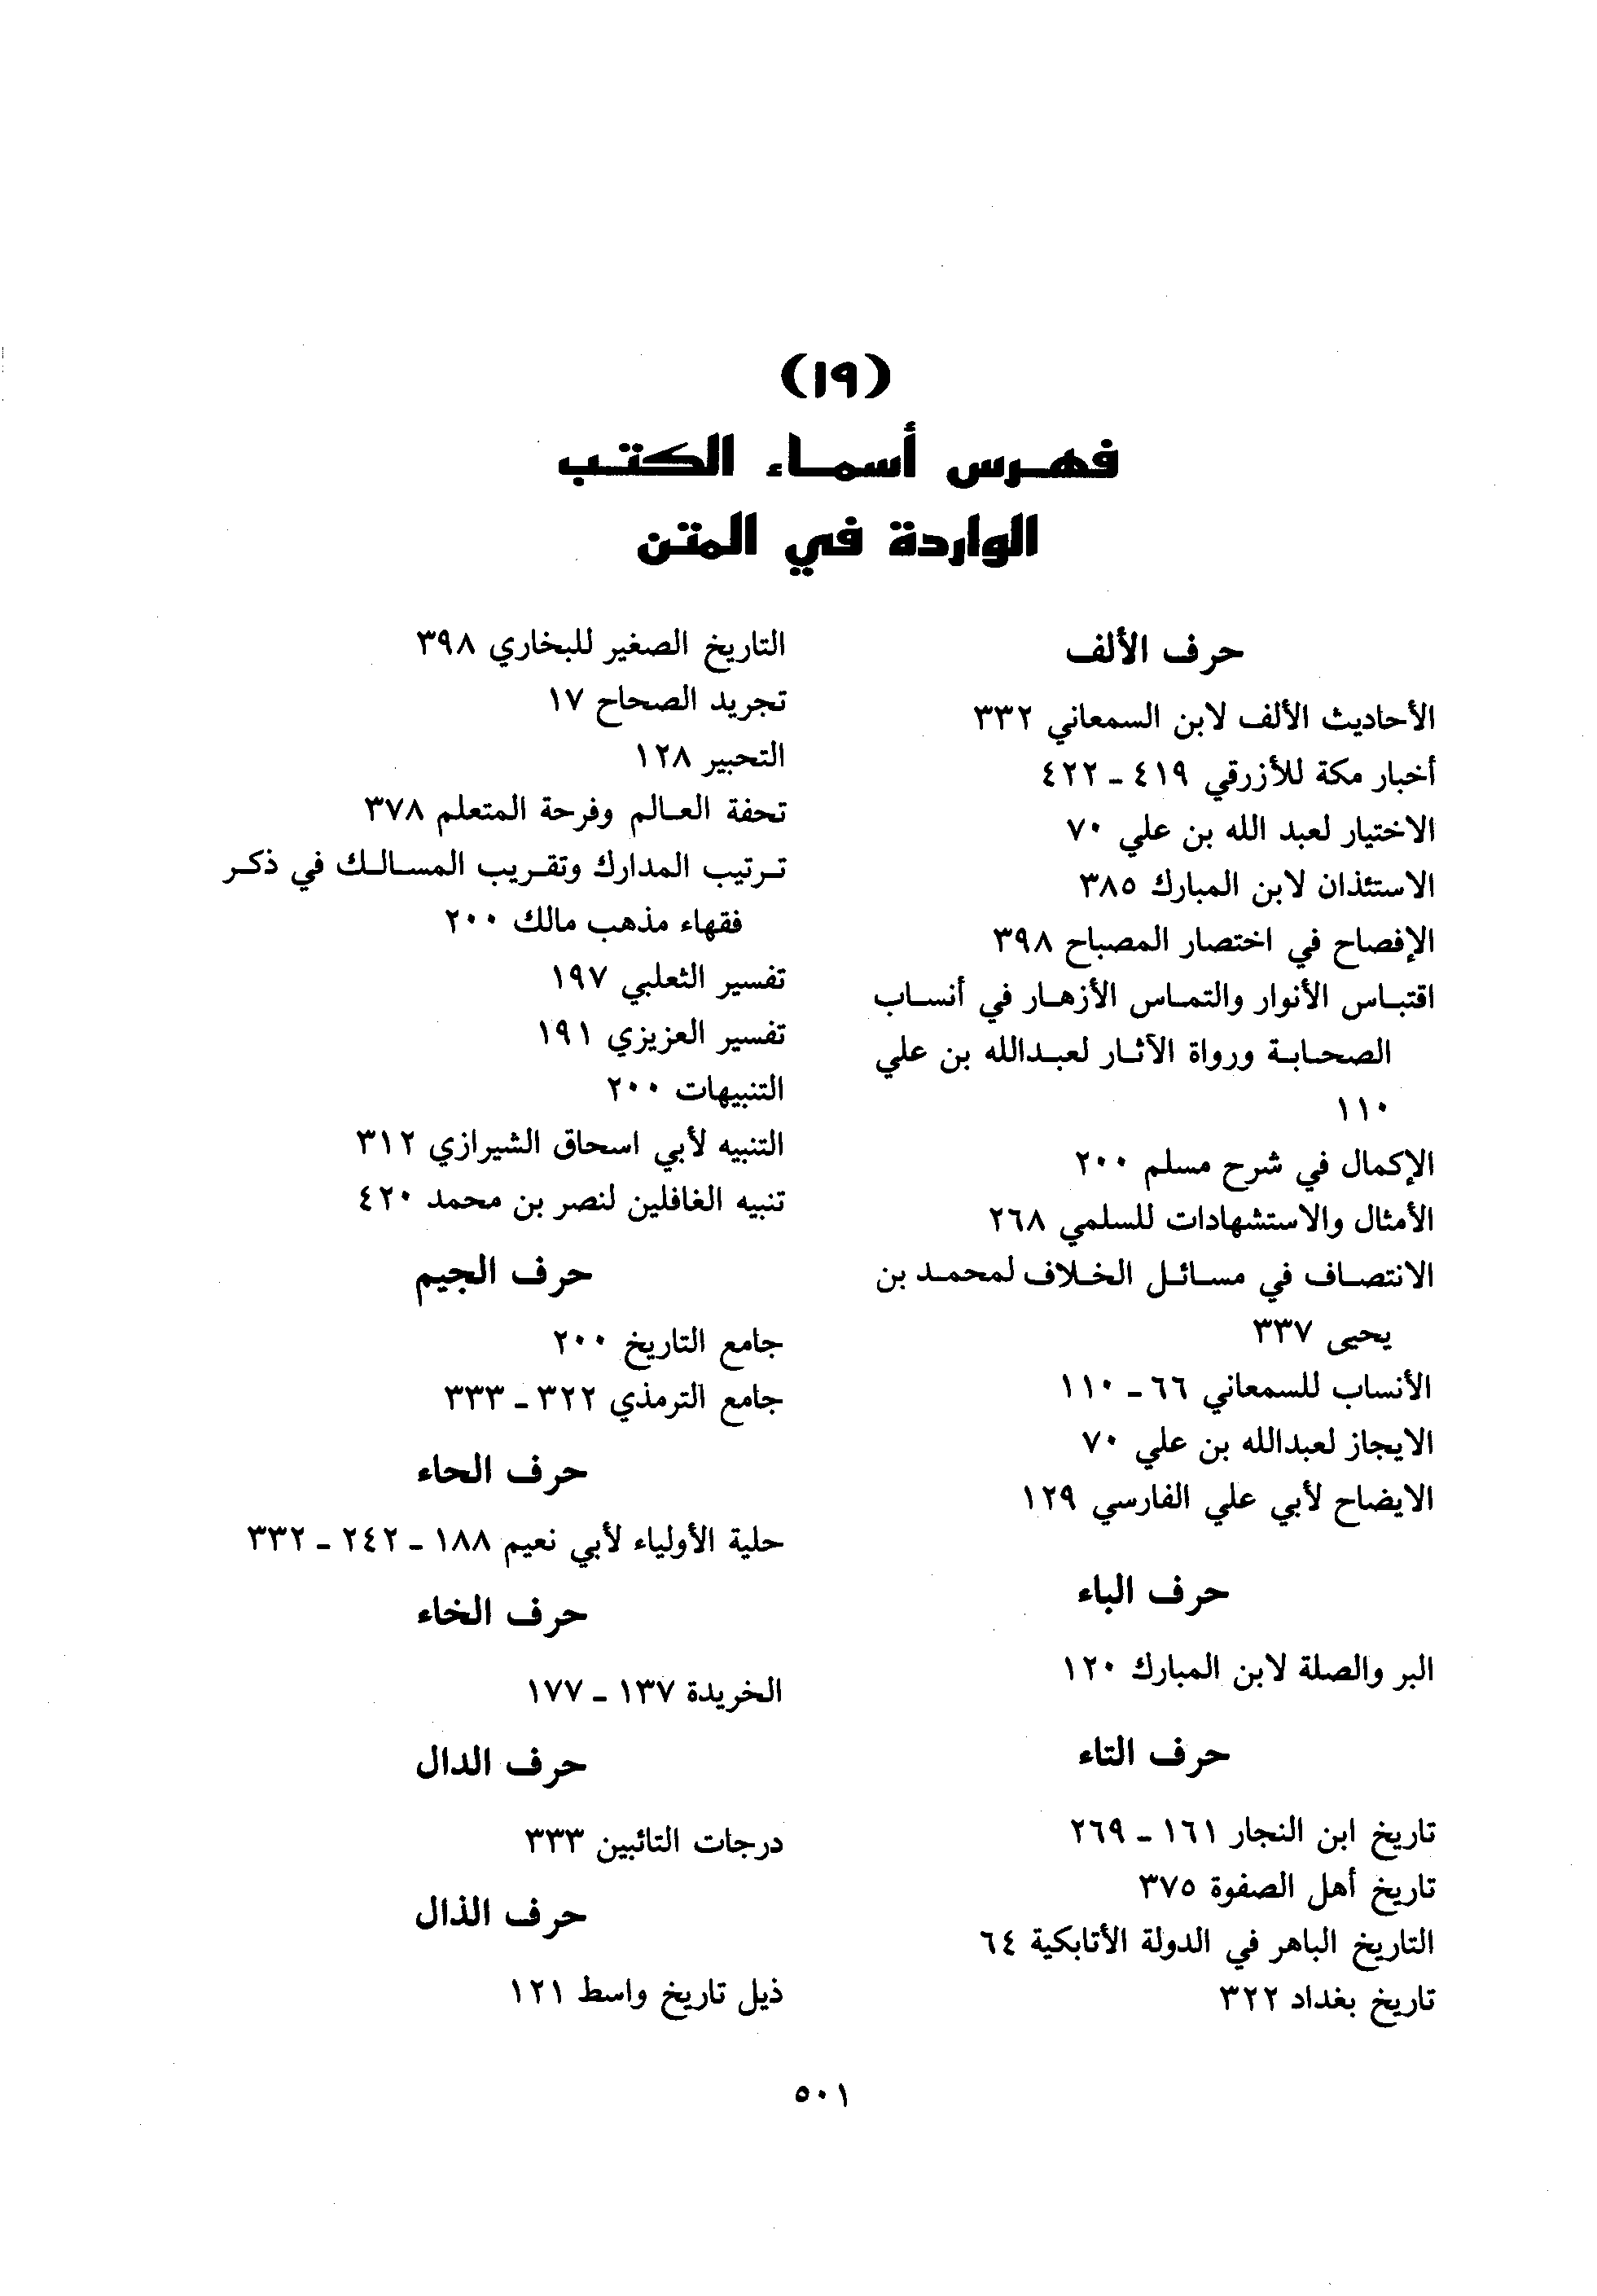 (١٩)
فهرس أسماء الكتب
الواردة في المتن
حرف الألف
الأحاديث الألف لابن السمعاني ٣٣٢
أخبار مكة للأزرقي ٤١٩ - ٤٢٢
الاختيار لعبد الله بن علي ٧٠
الاستئذان لابن المبارك ٣٨٥
الإفصاح في اختصار المصباح ٣٩٨
اقتباس الأنوار والتماس الأزهار في أنساب
الصحابة ورواة الآثار لعبدالله بن علي
١١٠
الإكمال في شرح مسلم ٢٠٠
الأمثال والاستشهادات للسلمي ٢٦٨
الانتصاف في مسائل الخلاف لمحمد بن
يحيى ٣٣٧
الأنساب للسمعاني ٦٦ - ١١٠
الايجاز لعبدالله بن علي ٧٠
الايضاح لأبي علي الفارسي ١٢٩
حرف الباء
البر والصلة لابن المبارك ١٢٠
حرف التاء
تاريخ ابن النجار ١٦١ - ٢٦٩
تاريخ أهل الصفوة ٣٧٥
التاريخ الباهر في الدولة الأتابكية ٦٤
تاريخ بغداد ٣٢٢
التاريخ الصغير للبخاري ٣٩٨
تجريد الصحاح ١٧
التحبير ١٢٨
تحفة العالم وفرحة المتعلم ٣٧٨
ترتيب المدارك وتقريب المسالك في ذكر
فقهاء مذهب مالك ٢٠٠
تفسير الثعلبي ١٩٧
تفسير العزيزي ١٩١
التنبيهات ٢٠٠
التنبيه لأبي اسحاق الشيرازي ٣١٢
تنبيه الغافلين لنصر بن محمد ٤٢٠
حرف الجيم
جامع التاريخ ٢٠٠
جامع الترمذي ٣٢٢ - ٣٣٣
حرف الحاء
حلية الأولياء لأبي نعيم ١٨٨ - ٢٤٢ - ٣٣٢
حرف الخاء
الخريدة ١٣٧ - ١٧٧
حرف الدال
درجات التائبين ٣٣٣
حرف الذال
ذيل تاريخ واسط ١٢١
٥٠١